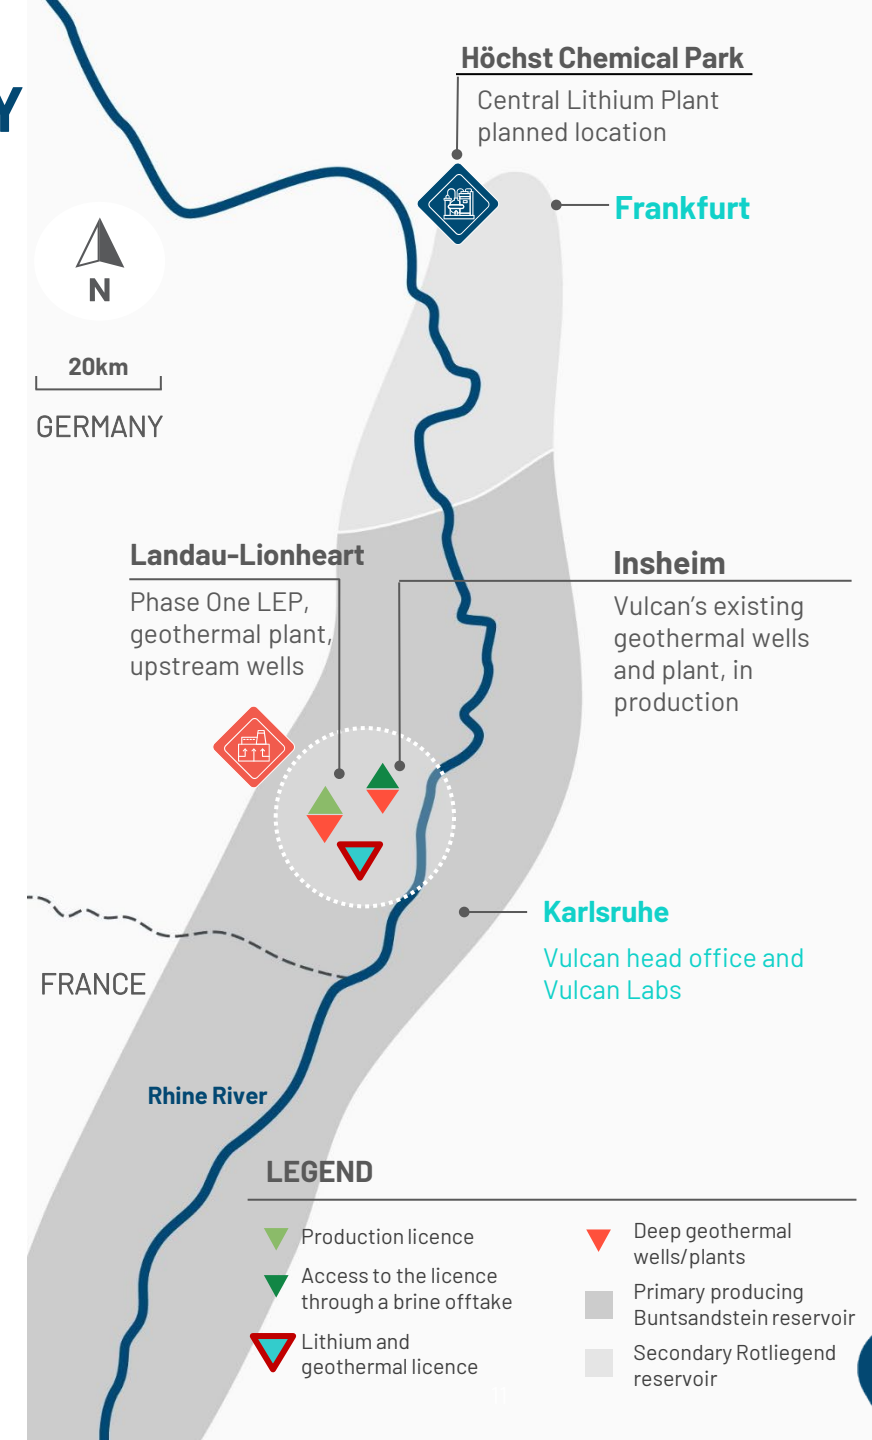 Y
Höchst Chemical Park
Central Lithium Plant
planned location
Frankfurt
N
20km
GERMANY
Landau-Lionheart
Phase One LEP,
geothermal plant,
upstream wells
Insheim
Vulcan's existing
geothermal wells
and plant, in
production
Karlsruhe
Vulcan head office and
Vulcan Labs
FRANCE
Rhine River
LEGEND
Production licence
Access to the licence
through a brine offtake
Lithium and
geothermal licence
Deep geothermal
wells/plants
Primary producing
Buntsandstein reservoir
Secondary Rotliegend
reservoir